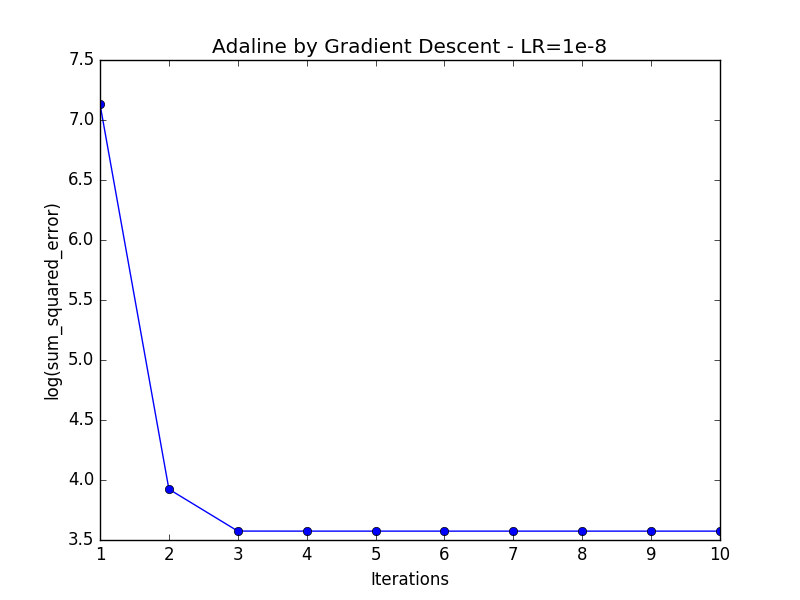 Adaline by Gradient Descent - LR=1e-8
7.5
7.0
6.5
6.0
5.5
5.0
4.5
4.0
3.5
log(sum_squared_error)
1 2 3 4 5 6 7 8 9 10
Iterations